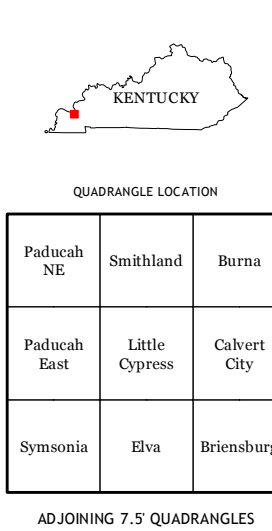 KENTUCKY
QUADRANGLE LOCATION
Paducah
NE
Smithland
Burna
Paducah
East
Little
Cypress
Calvert
City
Symsonia
Elva
Briensburg
ADJOINING 7.5' QUADRANGLES